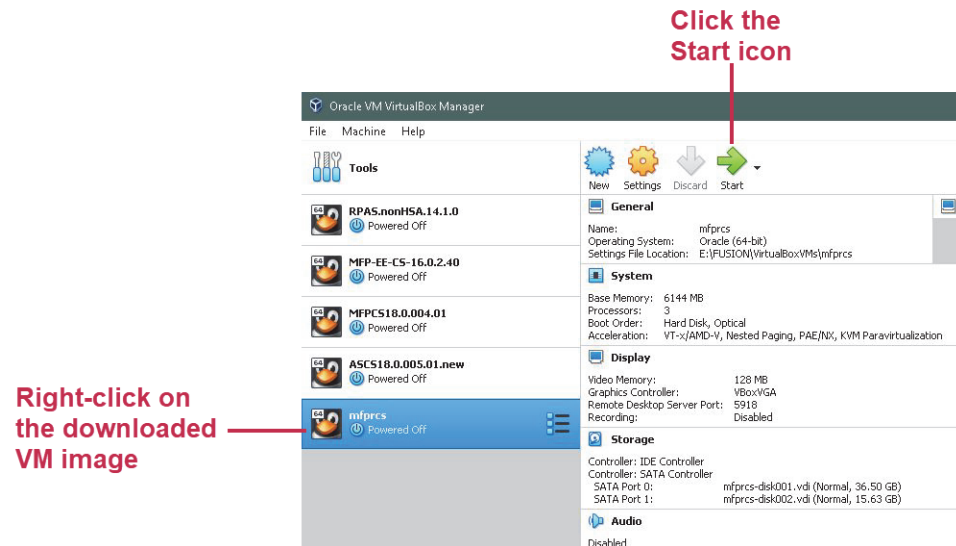 Click the
Start icon
Oracle VM VirtualBox Manager
File Machine Help
Tools
New Settings Discard Start
64 RPAS.nonHSA.14.1.0
Powered Off
64 MFP-EE-CS-16.0.2.40
Powered Off
64 MFPCS18.0.004.01
Powered Off
64 ASCS18.0.005.01.new
Powered Off
64 mfprcs
Powered Off
Right-click on
the downloaded
VM image
General
Name: mfprcs
Operating System: Oracle (64-bit)
Settings File Location: E:\FUSION\VirtualBoxVMs\mfprcs
System
Base Memory: 6144 MB
Processors: 3
Boot Order: Hard Disk, Optical
Acceleration: VT-x/AMD-V, Nested Paging, PAE/NX, KVM Paravirtualization
Display
Video Memory: 128 MB
Graphics Controller: VBoxVGA
Remote Desktop Server Port: 5918
Recording: Disabled
Storage
Controller: IDE Controller
Controller: SATA Controller
SATA Port 0: mfprcs-disk001.vdi (Normal, 36.50 GB)
SATA Port 1: mfprcs-disk002.vdi (Normal, 15.63 GB)
Audio
Disabled